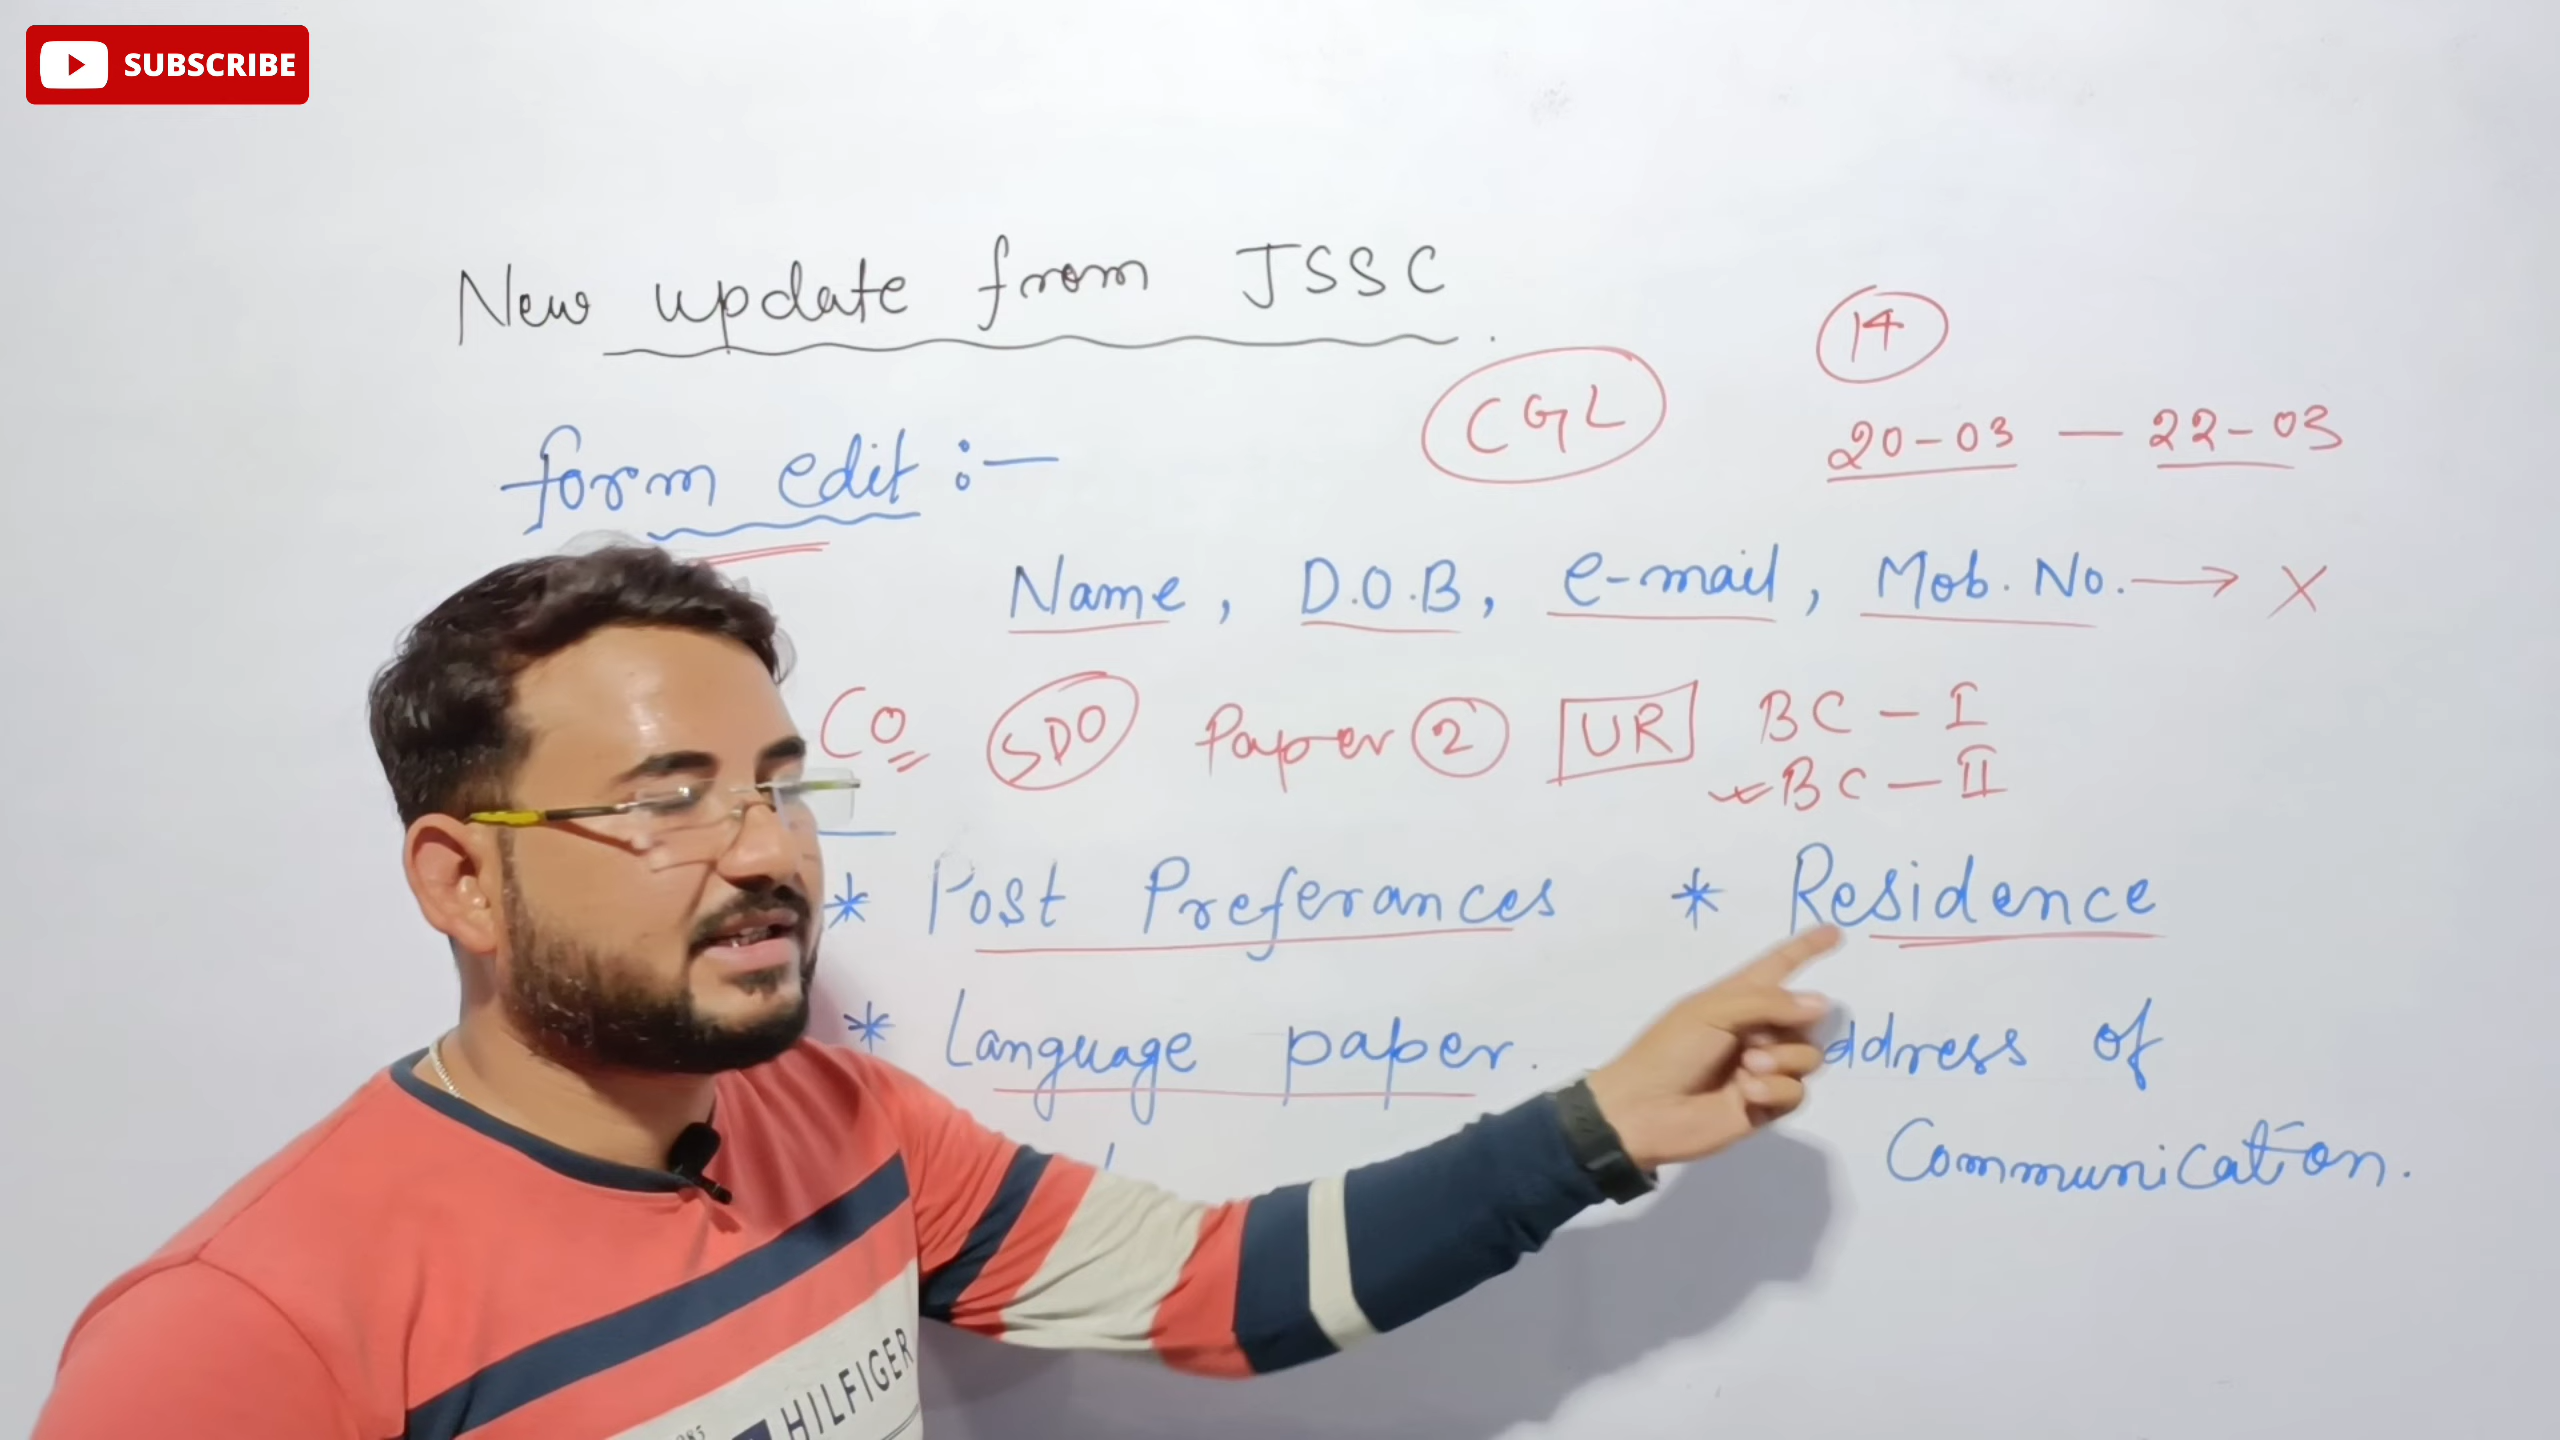 SUBSCRIBE
New update from JSSC.
14
CGL
20-03 — 22-03
form edit :-
Name, D.O.B, e-mail, Mob. No. → X
CO SDO Paper 2 UR BC - I
BC - II
* Post Preferances * Residence
* Language paper. ddress of
Communication.
HILFIGER
985